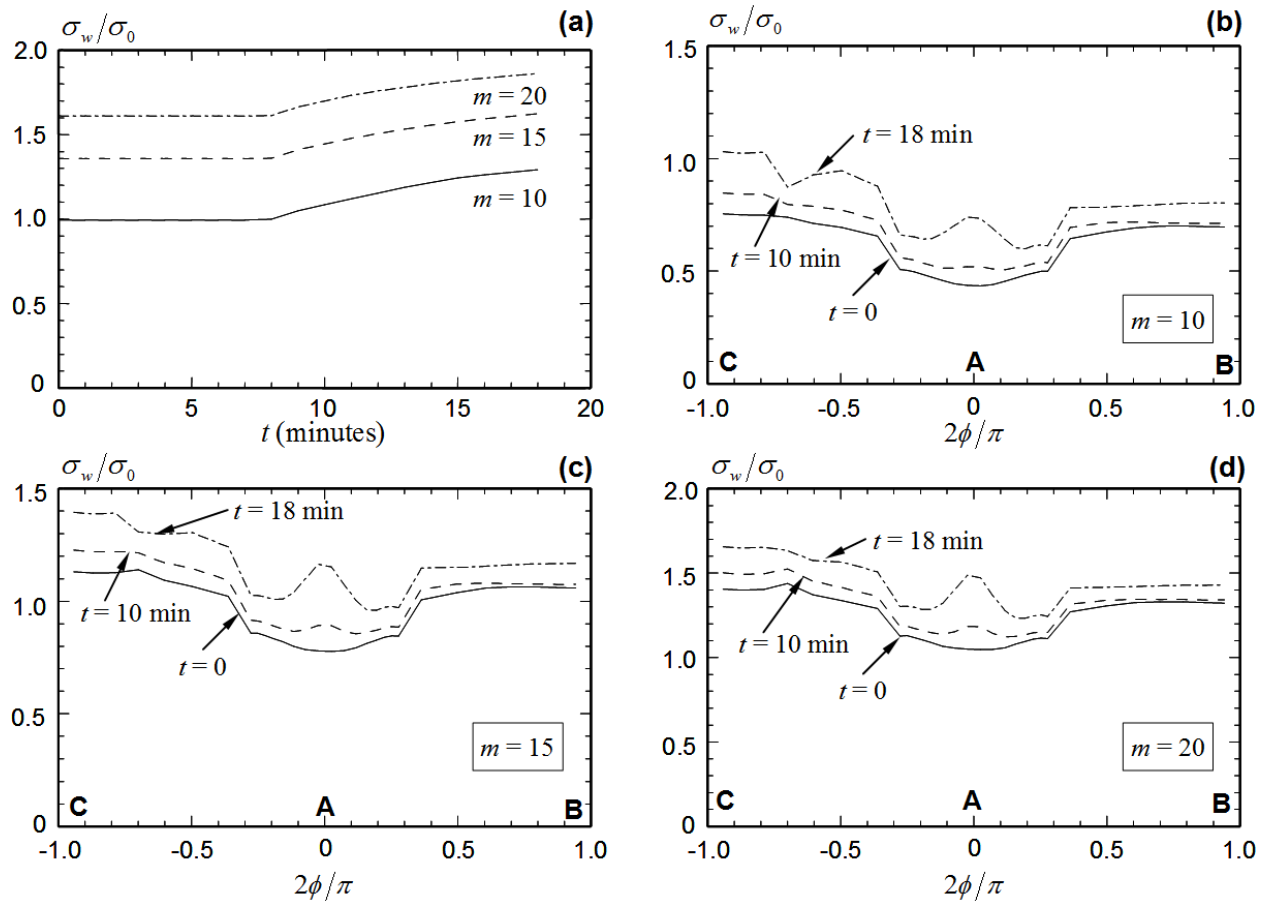 σw/σ0
(a)
2.0
1.5
1.0
0.5
0
m = 20
m = 15
m = 10
0
5
10
15
20
t (minutes)
σw/σ0
(b)
1.5
1.0
0.5
0
t = 18 min
t = 10 min
t = 0
m = 10
C
A
B
-1.0
-0.5
0
0.5
1.0
2ϕ/π
σw/σ0
(c)
1.5
1.0
0.5
0
t = 18 min
t = 10 min
t = 0
m = 15
C
A
B
-1.0
-0.5
0
0.5
1.0
2ϕ/π
σw/σ0
(d)
2.0
1.5
1.0
0.5
0
t = 18 min
t = 10 min
t = 0
m = 20
C
A
B
-1.0
-0.5
0
0.5
1.0
2ϕ/π